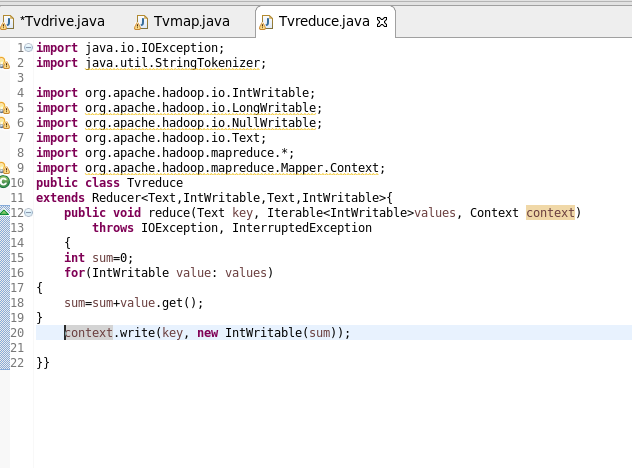 *Tvdrive.java Tvmap.java Tvreduce.java
1 import java.io.IOException;
2 import java.util.StringTokenizer;
3
4 import org.apache.hadoop.io.IntWritable;
5 import org.apache.hadoop.io.LongWritable;
6 import org.apache.hadoop.io.NullWritable;
7 import org.apache.hadoop.io.Text;
8 import org.apache.hadoop.mapreduce.*;
9 import org.apache.hadoop.mapreduce.Mapper.Context;
10 public class Tvreduce
11 extends Reducer<Text,IntWritable,Text,IntWritable>{
12     public void reduce(Text key, Iterable<IntWritable>values, Context context)
13         throws IOException, InterruptedException
14     {
15     int sum=0;
16     for(IntWritable value: values)
17 {
18     sum=sum+value.get();
19 }
20     context.write(key, new IntWritable(sum));
21
22 }}